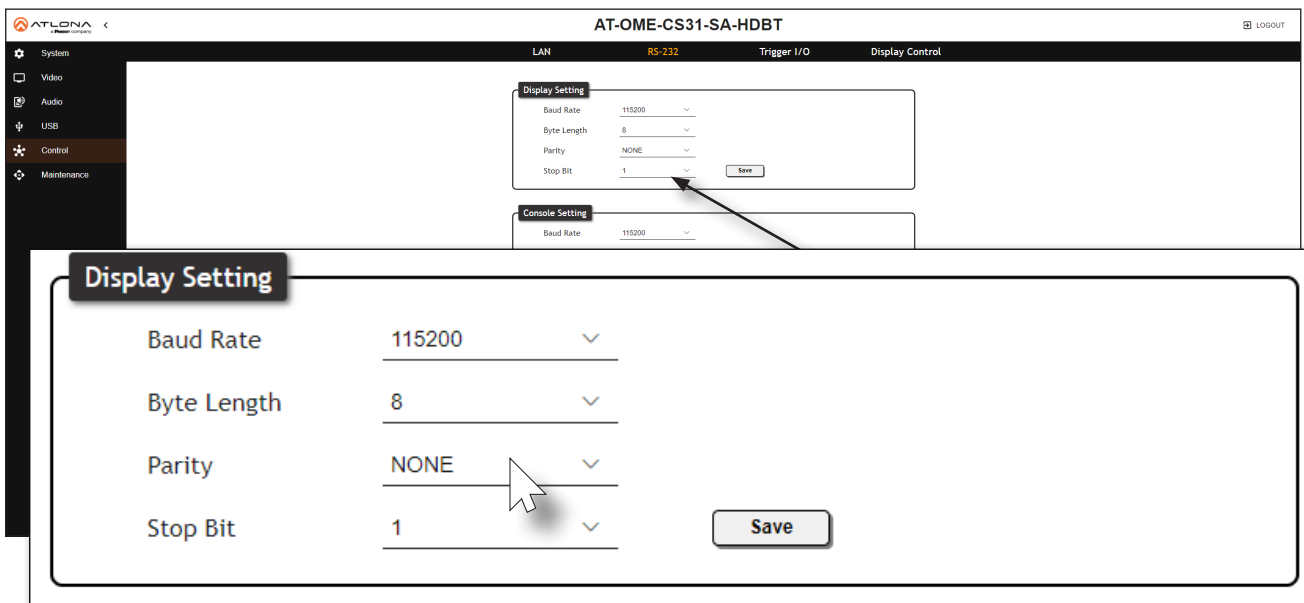 ATLONA
a Panduit company
AT-OME-CS31-SA-HDBT
LOGOUT
System
LAN RS-232 Trigger I/O Display Control
Video
Audio
USB
Control
Maintenance
Display Setting
Baud Rate 115200
Byte Length 8
Parity NONE
Stop Bit 1 Save
Console Setting
Baud Rate 115200
Display Setting
Baud Rate 115200
Byte Length 8
Parity NONE
Stop Bit 1 Save